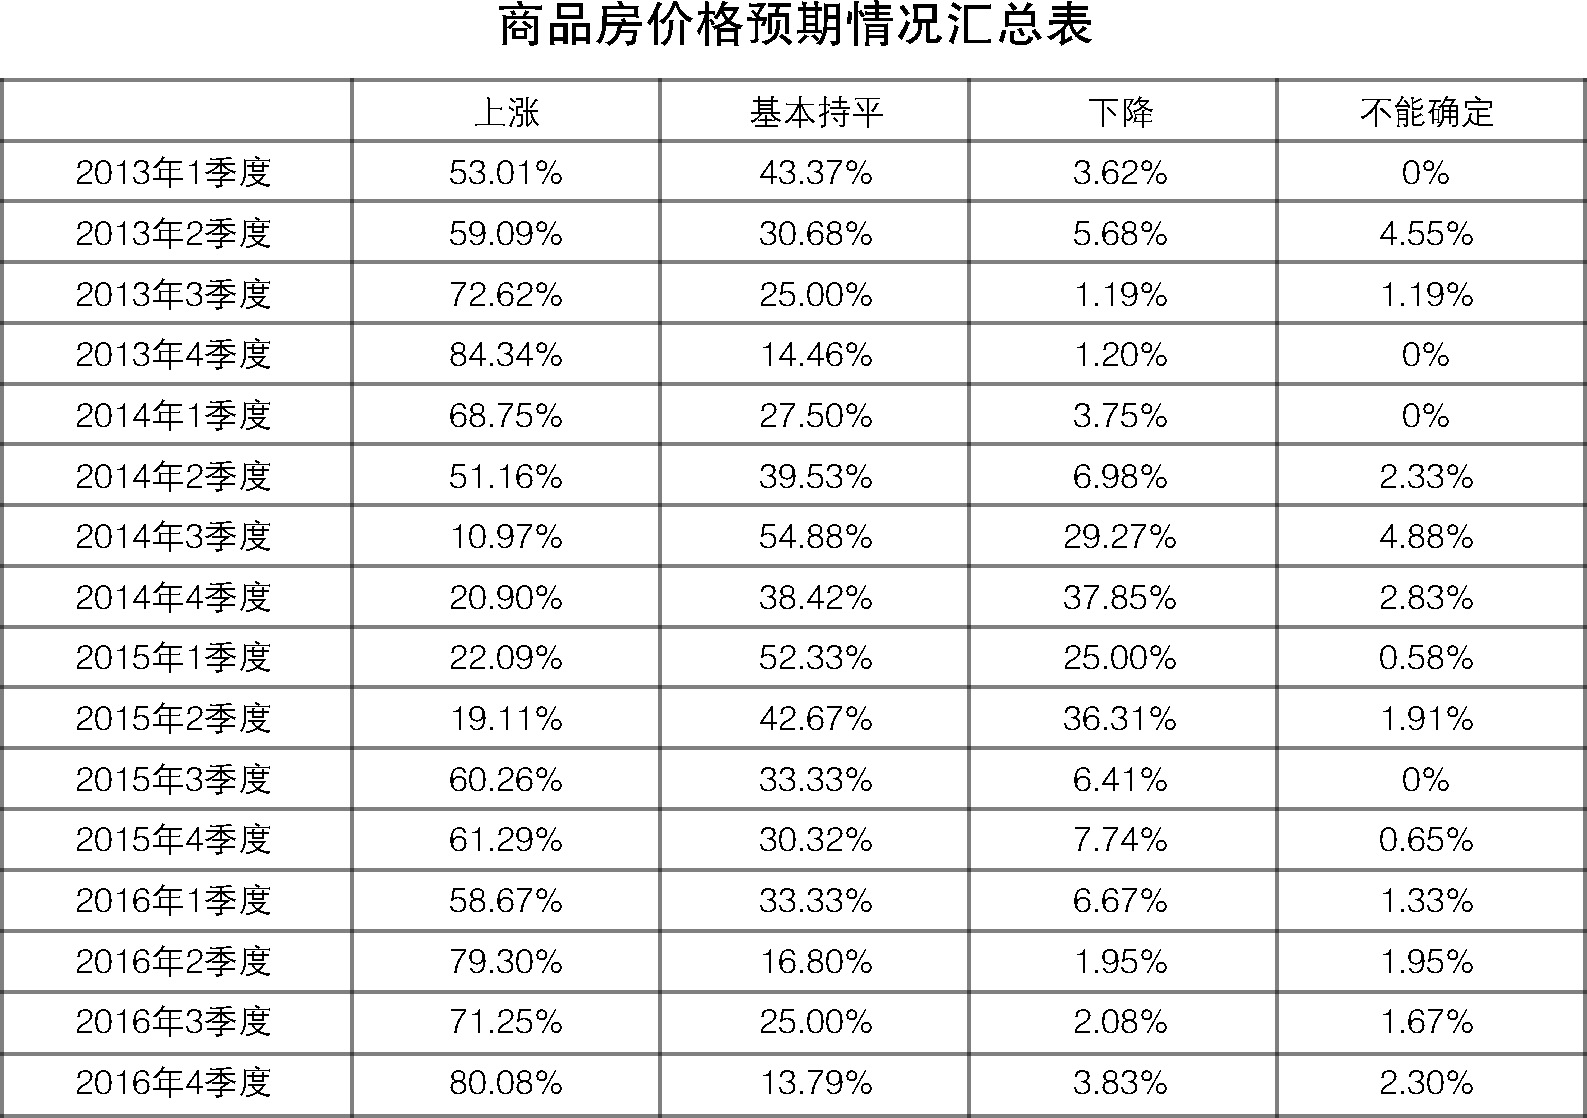 商品房价格预期情况汇总表
上涨 基本持平 下降 不能确定
2013年1季度 53.01% 43.37% 3.62% 0%
2013年2季度 59.09% 30.68% 5.68% 4.55%
2013年3季度 72.62% 25.00% 1.19% 1.19%
2013年4季度 84.34% 14.46% 1.20% 0%
2014年1季度 68.75% 27.50% 3.75% 0%
2014年2季度 51.16% 39.53% 6.98% 2.33%
2014年3季度 10.97% 54.88% 29.27% 4.88%
2014年4季度 20.90% 38.42% 37.85% 2.83%
2015年1季度 22.09% 52.33% 25.00% 0.58%
2015年2季度 19.11% 42.67% 36.31% 1.91%
2015年3季度 60.26% 33.33% 6.41% 0%
2015年4季度 61.29% 30.32% 7.74% 0.65%
2016年1季度 58.67% 33.33% 6.67% 1.33%
2016年2季度 79.30% 16.80% 1.95% 1.95%
2016年3季度 71.25% 25.00% 2.08% 1.67%
2016年4季度 80.08% 13.79% 3.83% 2.30%